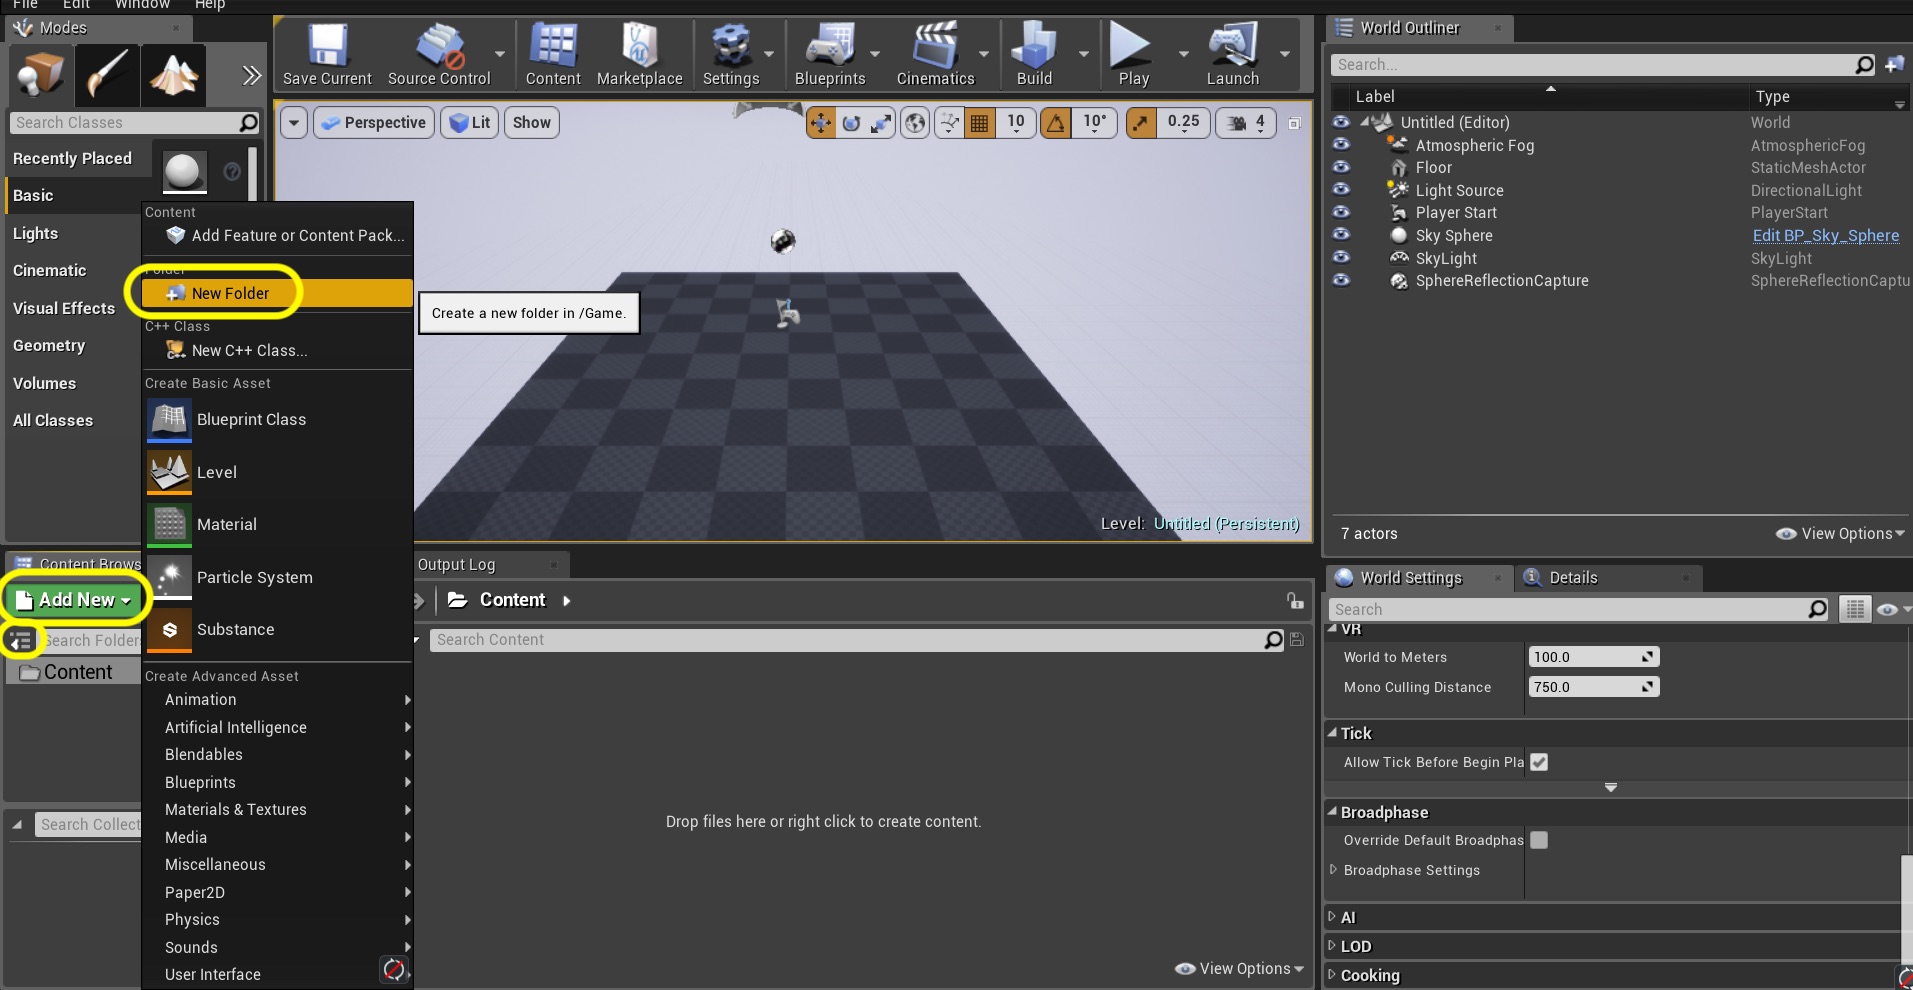 File Edit Window Help
Modes
World Outliner
Save Current
Source Control
Content
Marketplace
Settings
Blueprints
Cinematics
Build
Play
Launch
Search...
Label
Type
Search Classes
Perspective
Lit
Show
10
10°
0.25
4
Untitled (Editor) World
Atmospheric Fog AtmosphericFog
Floor StaticMeshActor
Light Source DirectionalLight
Player Start PlayerStart
Sky Sphere Edit BP_Sky_Sphere
SkyLight SkyLight
SphereReflectionCapture SphereReflectionCaptu
Recently Placed
Basic
Lights
Cinematic
Visual Effects
Geometry
Volumes
All Classes
Content
Add Feature or Content Pack...
Folder
New Folder
Create a new folder in /Game.
C++ Class
New C++ Class...
Create Basic Asset
Blueprint Class
Level
Material
Particle System
Substance
Create Advanced Asset
Animation
Artificial Intelligence
Blendables
Blueprints
Materials & Textures
Media
Miscellaneous
Paper2D
Physics
Sounds
User Interface
Level: Untitled (Persistent)
7 actors
View Options
Content Brows
Output Log
Add New
Content
Search Folder
Search Content
Content
Search Collect
Drop files here or right click to create content.
View Options
World Settings
Details
Search
VR
World to Meters 100.0
Mono Culling Distance 750.0
Tick
Allow Tick Before Begin Pla
Broadphase
Override Default Broadphas
Broadphase Settings
AI
LOD
Cooking